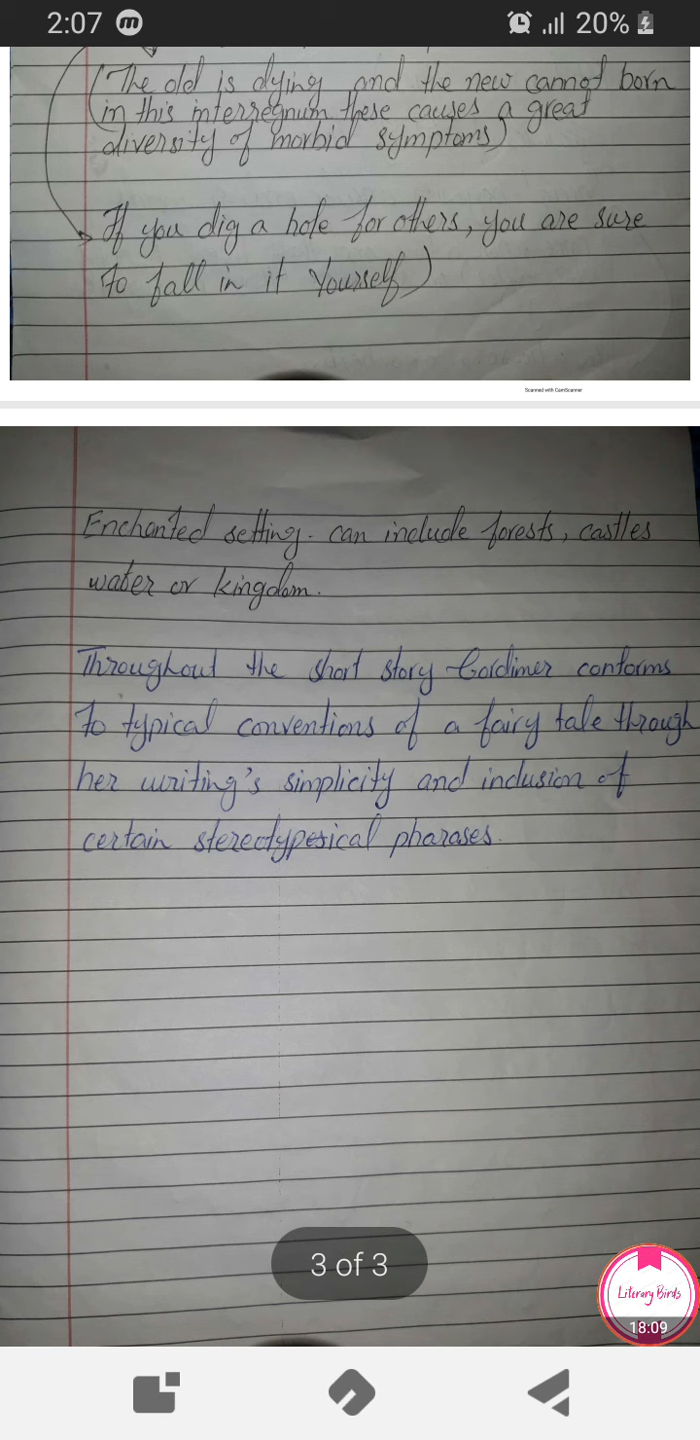 2:07 m 20%
(The old is dying and the new cannot born
in this interregnum these causes a great
diversity of morbid symptoms)
If you dig a hole for others, you are sure
to fall in it Yourself)
Scanned with CamScanner
Enchanted setting. can include forests, castles
water or kingdom.
Throughout the short story Gordimer conforms
To typical conventions of a fairy tale through
her writing's simplicity and inclusion of
certain stereotypesical pharases.
3 of 3
Literary Birds
18:09